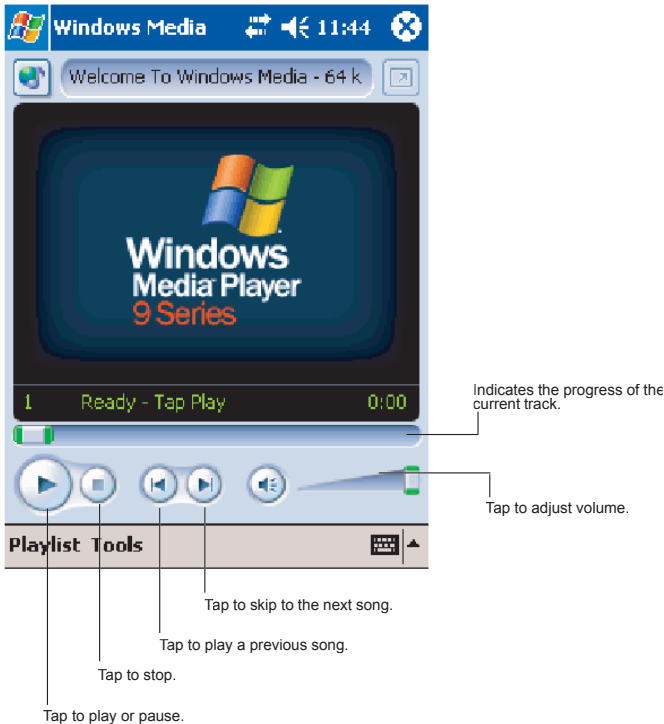 Windows Media 11:44
Welcome To Windows Media - 64 k
Windows
Media Player
9 Series
1 Ready - Tap Play 0:00
Indicates the progress of the
current track.
Tap to adjust volume.
Playlist Tools
Tap to skip to the next song.
Tap to play a previous song.
Tap to stop.
Tap to play or pause.